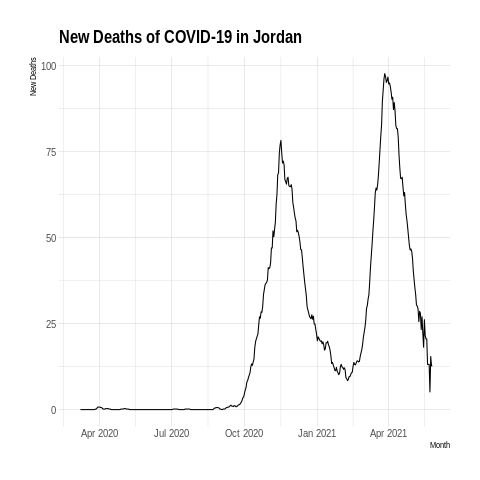 New Deaths of COVID-19 in Jordan
New Deaths
100
75
50
25
0
Apr 2020 Jul 2020 Oct 2020 Jan 2021 Apr 2021
Month